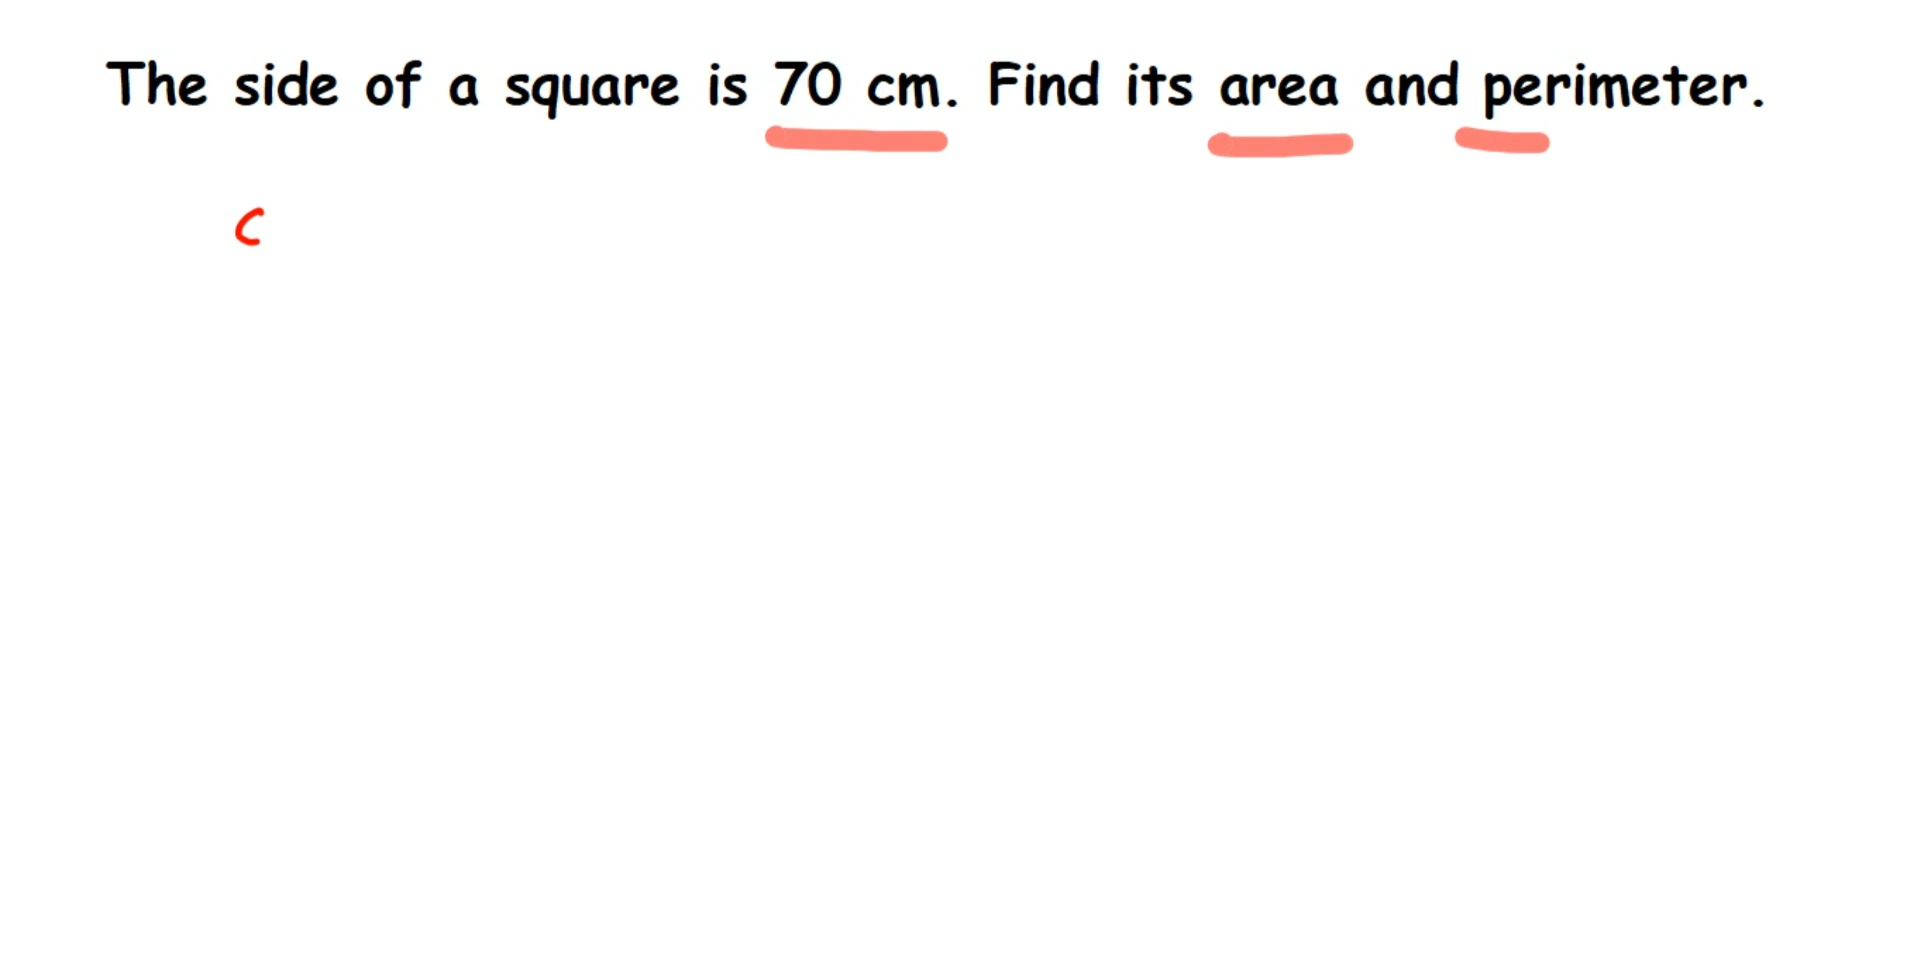 The side of a square is 70 cm. Find its area and perimeter.
c